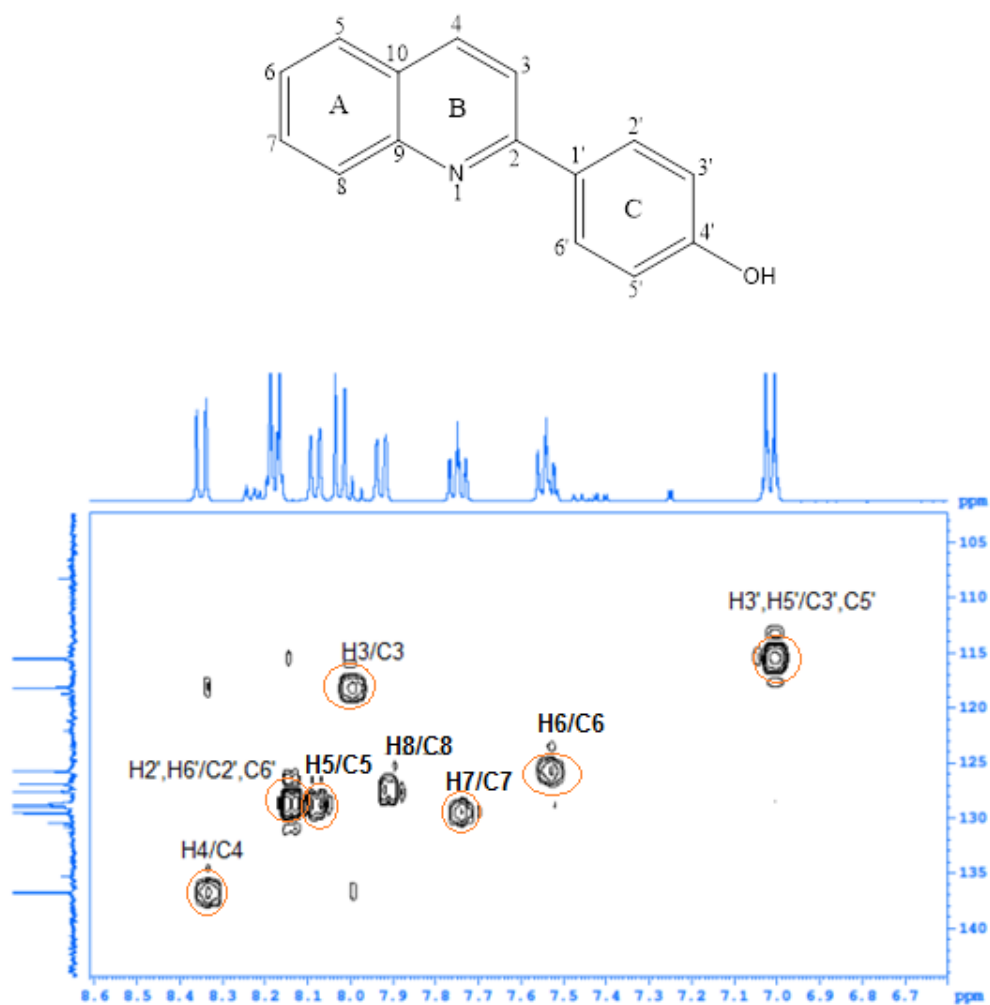 5
4
10
3
6
A
B
7
9
2
8
N
1
1'
2'
3'
C
6'
4'
5'
OH
ppm
105
110
115
120
125
130
135
140
H3',H5'/C3',C5'
H3/C3
H6/C6
H8/C8
H2',H6'/C2',C6'
H5/C5
H7/C7
H4/C4
8.6 8.5 8.4 8.3 8.2 8.1 8.0 7.9 7.8 7.7 7.6 7.5 7.4 7.3 7.2 7.1 7.0 6.9 6.8 6.7 ppm